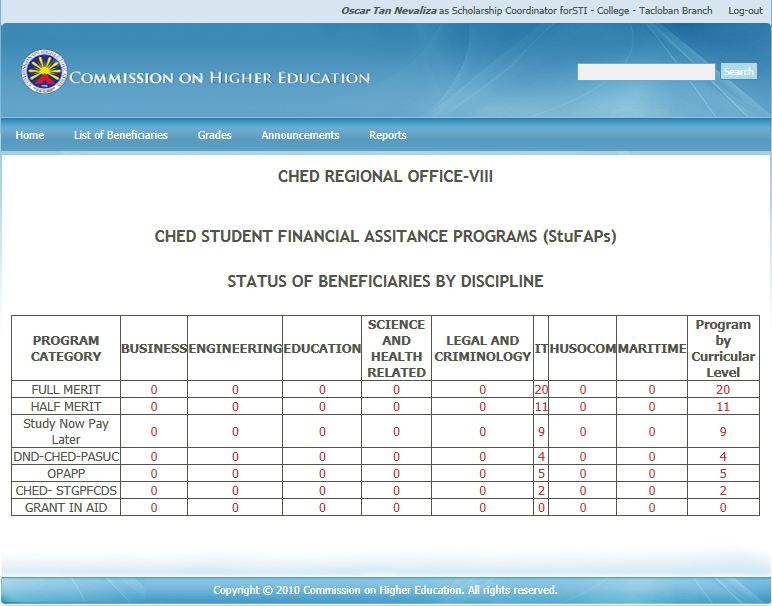 Oscar Tan Nevaliza as Scholarship Coordinator forSTI - College - Tacloban Branch Log-out
COMMISSION ON HIGHER EDUCATION
Search
Home List of Beneficiaries Grades Announcements Reports
CHED REGIONAL OFFICE-VIII
CHED STUDENT FINANCIAL ASSITANCE PROGRAMS (StuFAPs)
STATUS OF BENEFICIARIES BY DISCIPLINE
PROGRAM CATEGORY BUSINESS ENGINEERING EDUCATION SCIENCE AND HEALTH RELATED LEGAL AND CRIMINOLOGY IT HUSOCOM MARITIME Program by Curricular Level
FULL MERIT 0 0 0 0 0 20 0 0 20
HALF MERIT 0 0 0 0 0 11 0 0 11
Study Now Pay Later 0 0 0 0 0 9 0 0 9
DND-CHED-PASUC 0 0 0 0 0 4 0 0 4
OPAPP 0 0 0 0 0 5 0 0 5
CHED- STGPFCDS 0 0 0 0 0 2 0 0 2
GRANT IN AID 0 0 0 0 0 0 0 0 0
Copyright © 2010 Commission on Higher Education. All rights reserved.